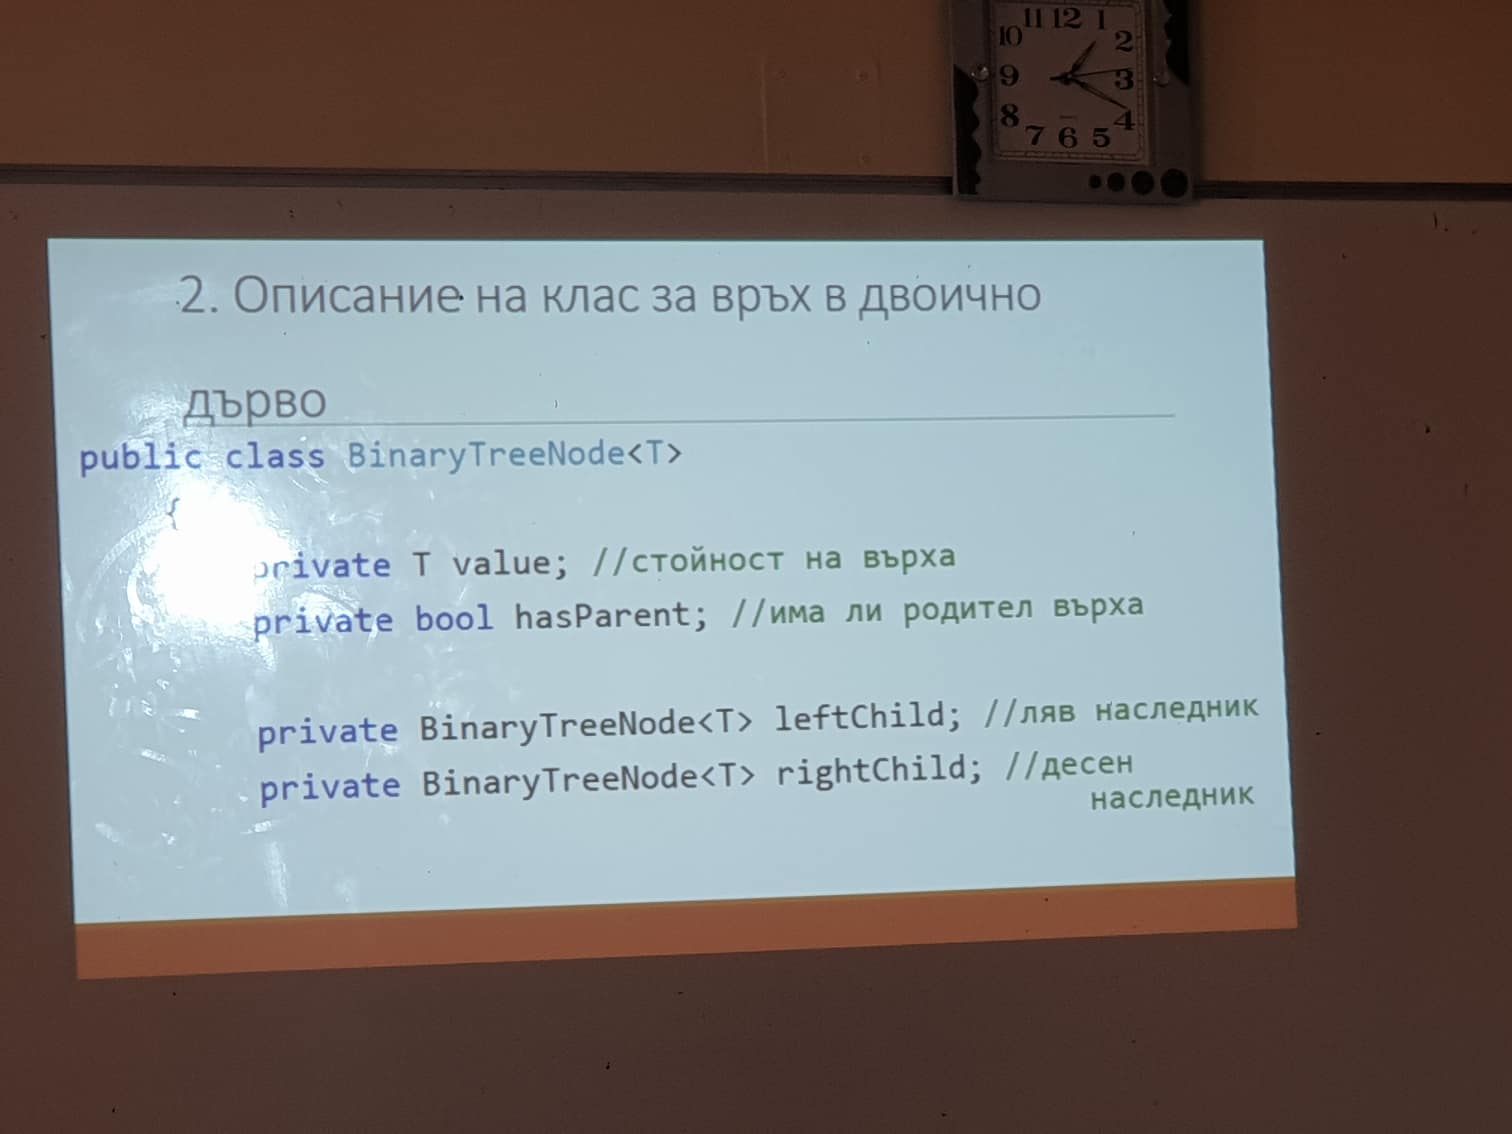 11 12 1
10 2
9 3
8 4
7 6 5
2. Описание на клас за връх в двоично
дърво
public class BinaryTreeNode<T>
{
private T value; //стойност на върха
private bool hasParent; //има ли родител върха
private BinaryTreeNode<T> leftChild; //ляв наследник
private BinaryTreeNode<T> rightChild; //десен
наследник